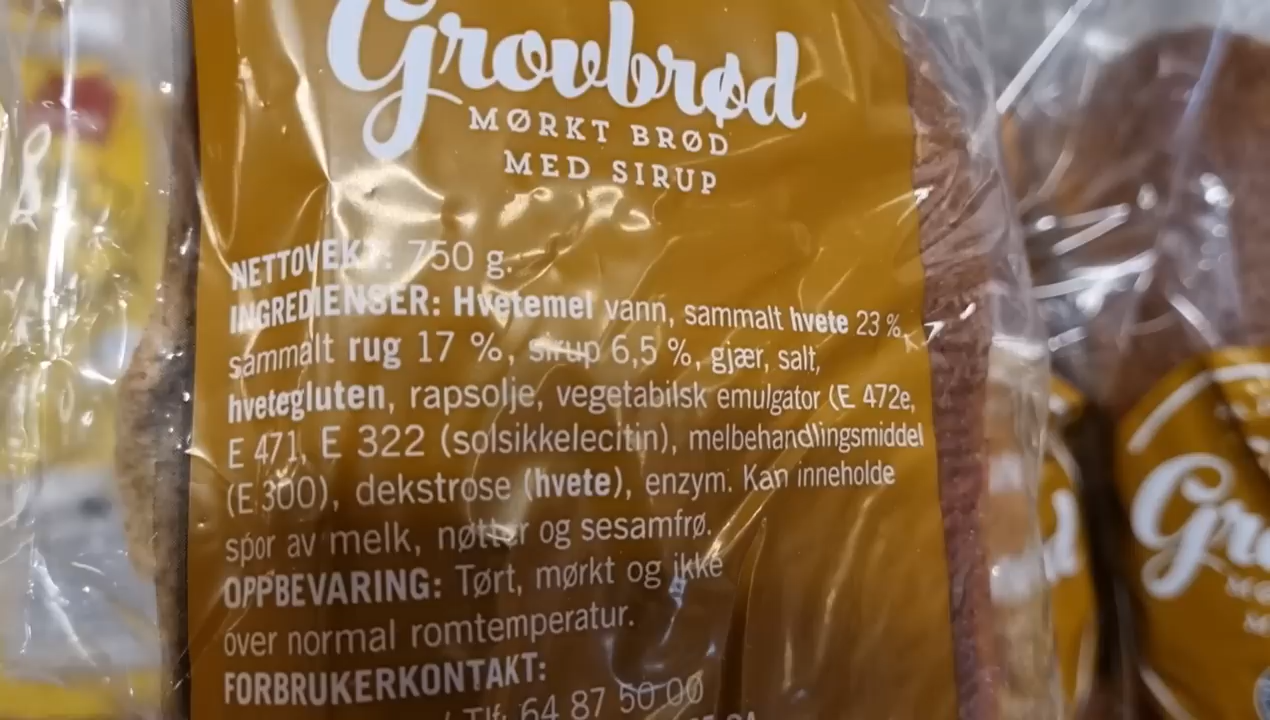 Grovbrød
MØRKT BRØD
MED SIRUP
NETTOVEKT: 750 g.
INGREDIENSER: Hvetemel vann, sammalt hvete 23 %,
sammalt rug 17 %, sirup 6,5 %, gjær, salt,
hvetegluten, rapsolje, vegetabilsk emulgator (E 472e,
E 471, E 322 (solsikkelecitin), melbehandlingsmiddel
(E 300), dekstrose (hvete), enzym. Kan inneholde
spor av melk, nøtter og sesamfrø.
OPPBEVARING: Tørt, mørkt og ikke
over normal romtemperatur.
FORBRUKERKONTAKT:
Tlf. 64 87 50 00
Gro